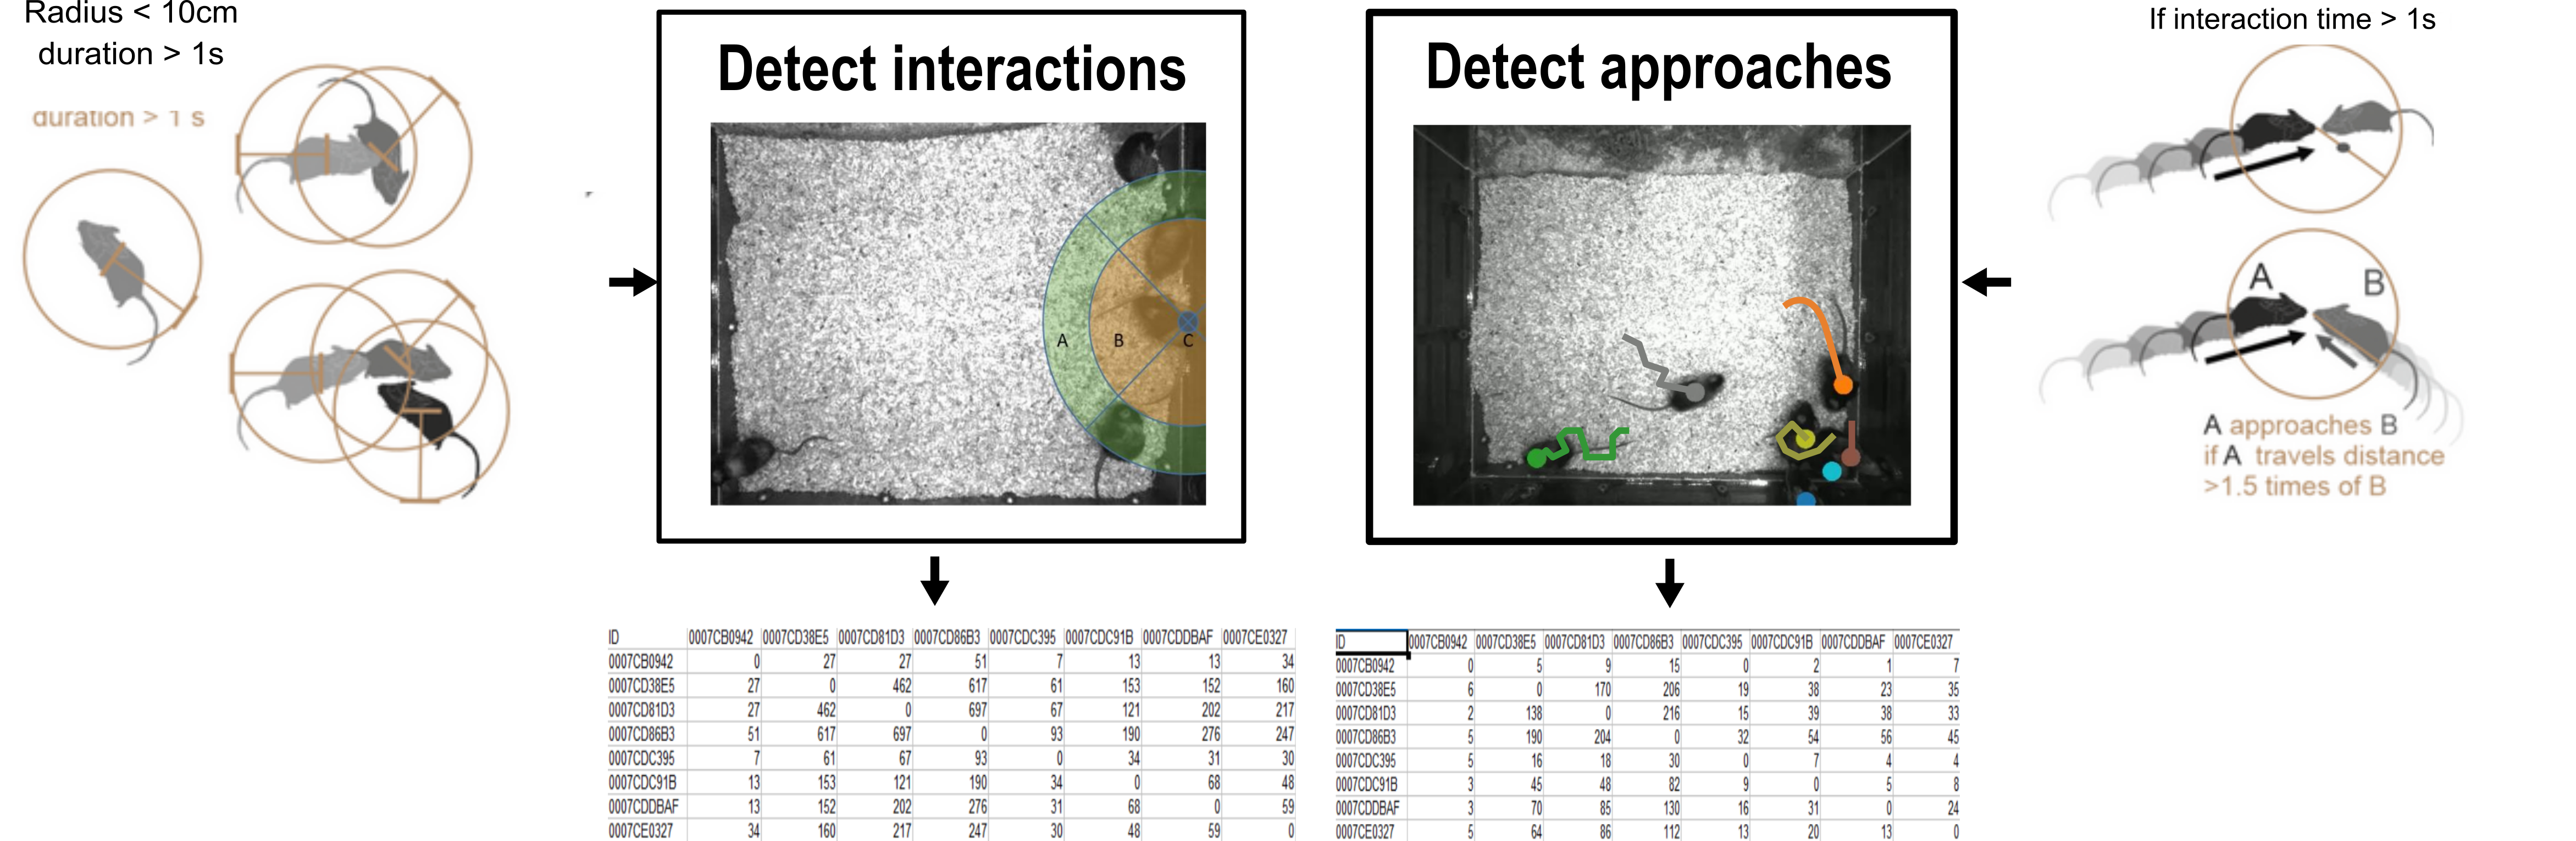 Radius < 10cm
duration > 1s
duration > 1 s
Detect interactions
A B C
Detect approaches
If interaction time > 1s
A B
A approaches B
if A travels distance
>1.5 times of B
ID 0007CB0942 0007CD38E5 0007CD81D3 0007CD86B3 0007CDC395 0007CDC91B 0007CDDBAF 0007CE0327
0007CB0942 0 27 27 51 7 13 13 34
0007CD38E5 27 0 462 617 61 153 152 160
0007CD81D3 27 462 0 697 67 121 202 217
0007CD86B3 51 617 697 0 93 190 276 247
0007CDC395 7 61 67 93 0 34 31 30
0007CDC91B 13 153 121 190 34 0 68 48
0007CDDBAF 13 152 202 276 31 68 0 59
0007CE0327 34 160 217 247 30 48 59 0
ID 0007CB0942 0007CD38E5 0007CD81D3 0007CD86B3 0007CDC395 0007CDC91B 0007CDDBAF 0007CE0327
0007CB0942 0 5 9 15 0 2 1 7
0007CD38E5 6 0 170 206 19 38 23 35
0007CD81D3 2 138 0 216 15 39 38 33
0007CD86B3 5 190 204 0 32 54 56 45
0007CDC395 5 16 18 30 0 7 4 4
0007CDC91B 3 45 48 82 9 0 5 8
0007CDDBAF 3 70 85 130 16 31 0 24
0007CE0327 5 64 86 112 13 20 13 0